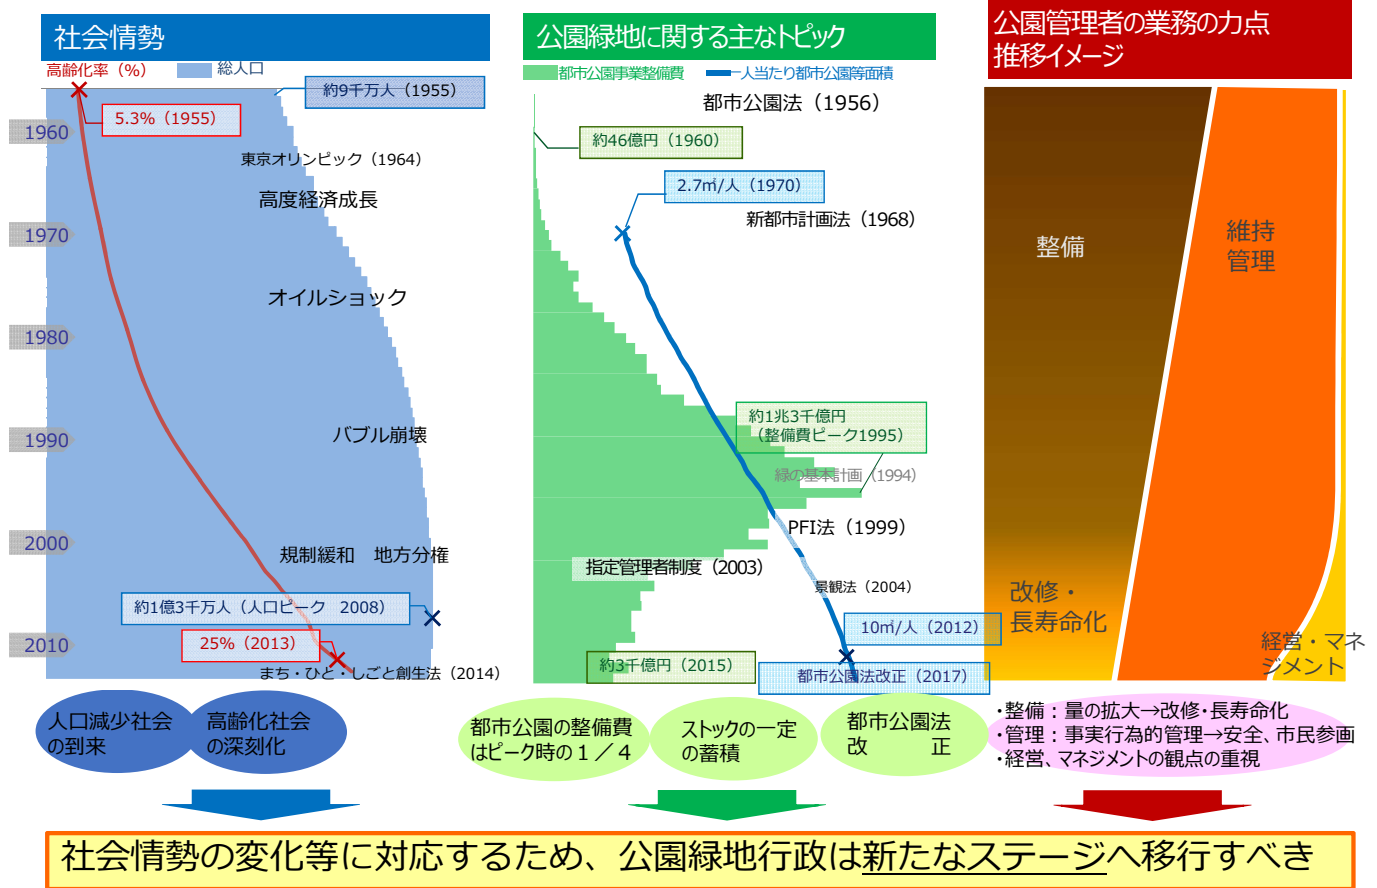 社会情勢
高齢化率（%）
総人口
約9千万人（1955）
5.3%（1955）
1960
東京オリンピック（1964）
高度経済成長
1970
オイルショック
1980
バブル崩壊
1990
2000
規制緩和　地方分権
約1億3千万人（人口ピーク　2008）
25%（2013）
2010
まち・ひと・しごと創生法（2014）
人口減少社会
の到来
高齢化社会
の深刻化
公園緑地に関する主なトピック
都市公園事業整備費
一人当たり都市公園等面積
都市公園法（1956）
約46億円（1960）
2.7㎡/人（1970）
新都市計画法（1968）
約1兆3千億円
（整備費ピーク1995）
緑の基本計画（1994）
PFI法（1999）
指定管理者制度（2003）
景観法（2004）
10㎡/人（2012）
約3千億円（2015）
都市公園法改正（2017）
都市公園の整備費
はピーク時の１／４
ストックの一定
の蓄積
都市公園法
改　　　正
公園管理者の業務の力点
推移イメージ
整備
維持
管理
改修・
長寿命化
経営・マネ
ジメント
・整備：量の拡大→改修・長寿命化
・管理：事実行為的管理→安全、市民参画
・経営、マネジメントの観点の重視
社会情勢の変化等に対応するため、公園緑地行政は新たなステージへ移行すべき